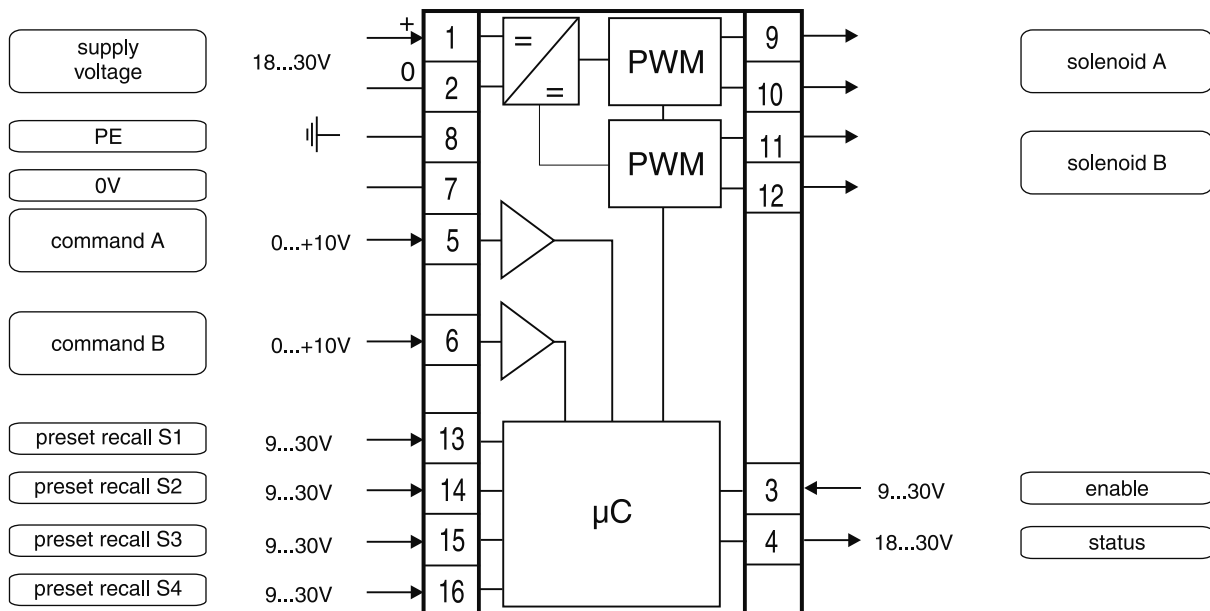 supply
voltage
18...30V
+
0
1
2
=
=
PWM
9
10
solenoid A
PE
8
PWM
11
12
solenoid B
0V
7
command A
0...+10V
5
command B
0...+10V
6
preset recall S1
9...30V
13
preset recall S2
9...30V
14
µC
3
9...30V
enable
preset recall S3
9...30V
15
4
18...30V
status
preset recall S4
9...30V
16